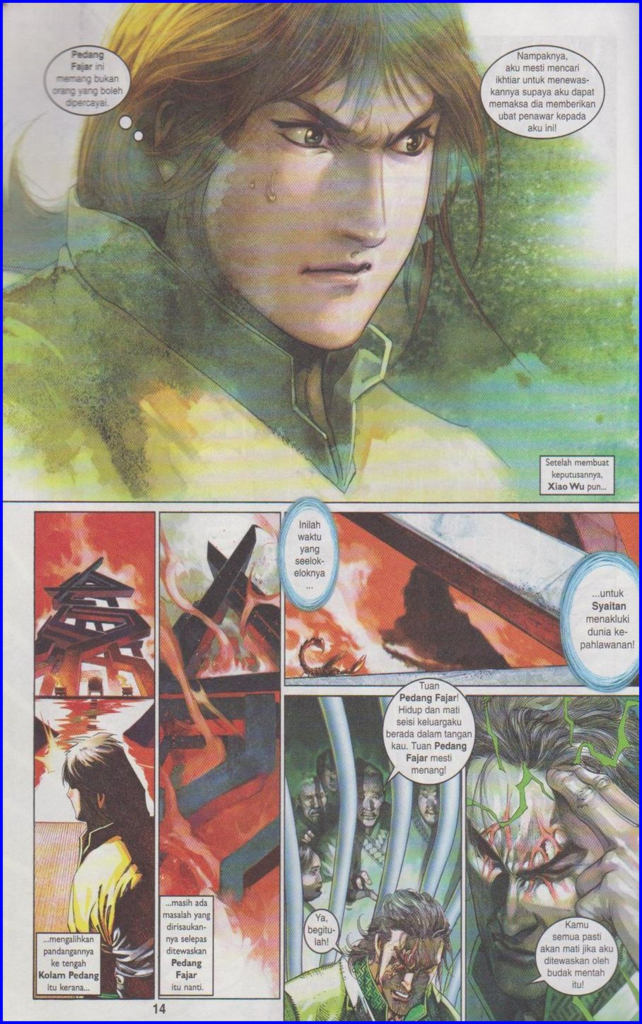 Pedang
Fajar ini
memang bukan
orang yang boleh
dipercayai.
Nampaknya,
aku mesti mencari
ikhtiar untuk menewas-
kannya supaya aku dapat
memaksa dia memberikan
ubat penawar kepada
aku ini!
Setelah membuat
keputusannya,
Xiao Wu pun...
...mengalihkan
pandangannya
ke tengah
Kolam Pedang
itu kerana...
...masih ada
masalah yang
dirisaukan-
nya selepas
ditewaskan
Pedang
Fajar
itu nanti.
Inilah
waktu
yang
seelok-
eloknya
...
...untuk
Syaitan
menakluki
dunia ke-
pahlawanan!
Tuan
Pedang Fajar!
Hidup dan mati
seisi keluargaku
berada dalam tangan
kau. Tuan Pedang
Fajar mesti
menang!
Ya,
begitu-
lah!
Kamu
semua pasti
akan mati jika aku
ditewaskan oleh
budak mentah
itu!
14